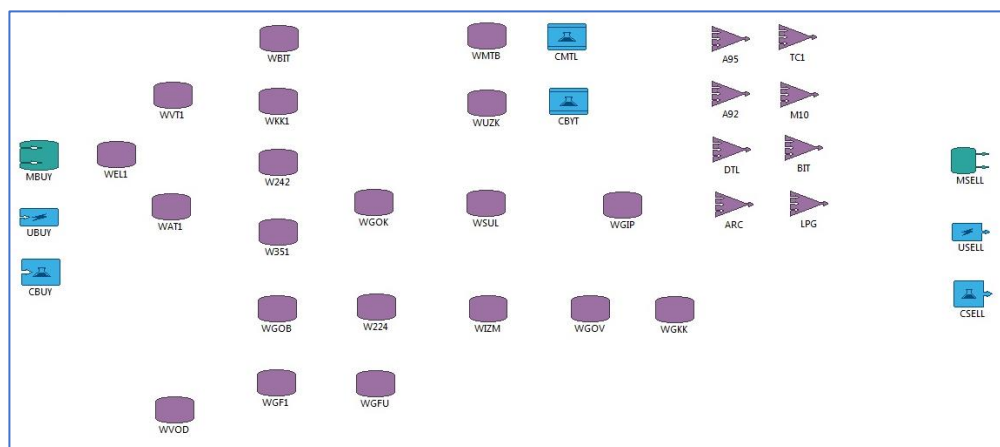 WBIT
WMTB
CMTL
A95
TC1
WVT1
WKK1
WUZK
CBYT
A92
M10
MBUY
WEL1
W242
DTL
BIT
MSELL
UBUY
WAT1
W351
WGOK
WSUL
WGIP
ARC
LPG
USELL
CBUY
CSELL
WGOB
W224
WIZM
WGOV
WGKK
WVOD
WGF1
WGFU